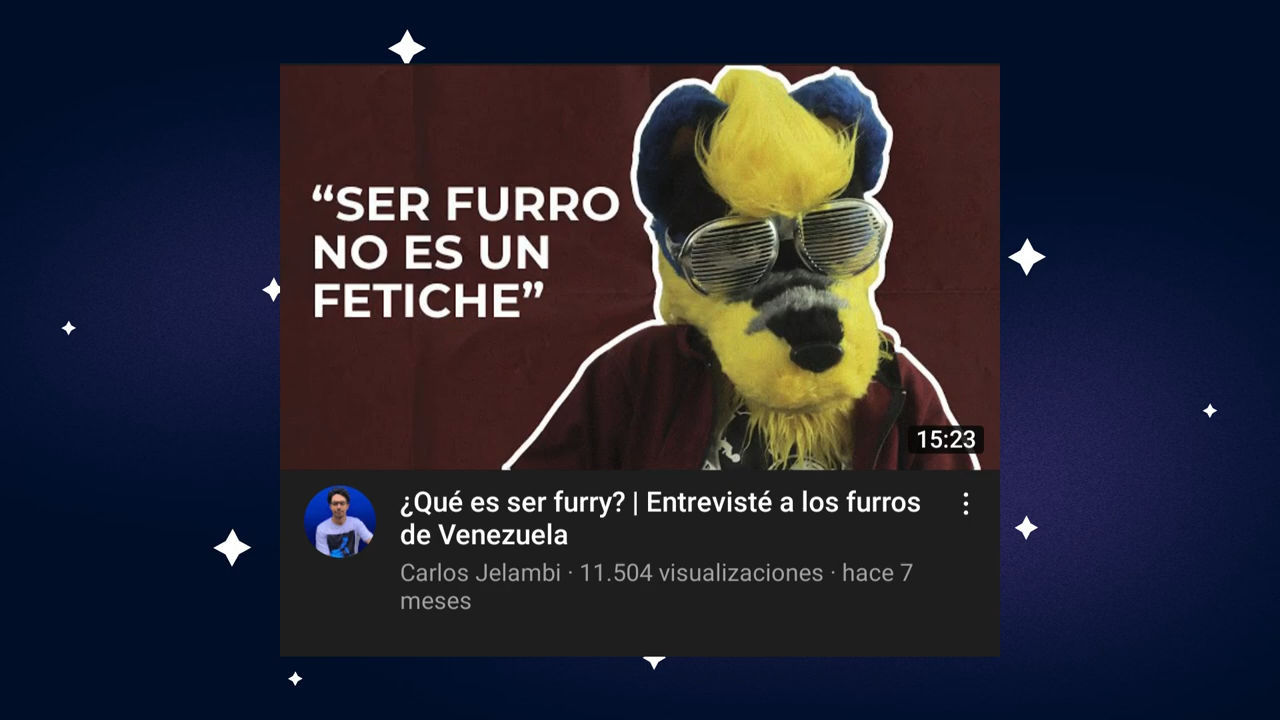 “SER FURRO
NO ES UN
FETICHE”
15:23
¿Qué es ser furry? | Entrevisté a los furros
de Venezuela
Carlos Jelambi · 11.504 visualizaciones · hace 7
meses